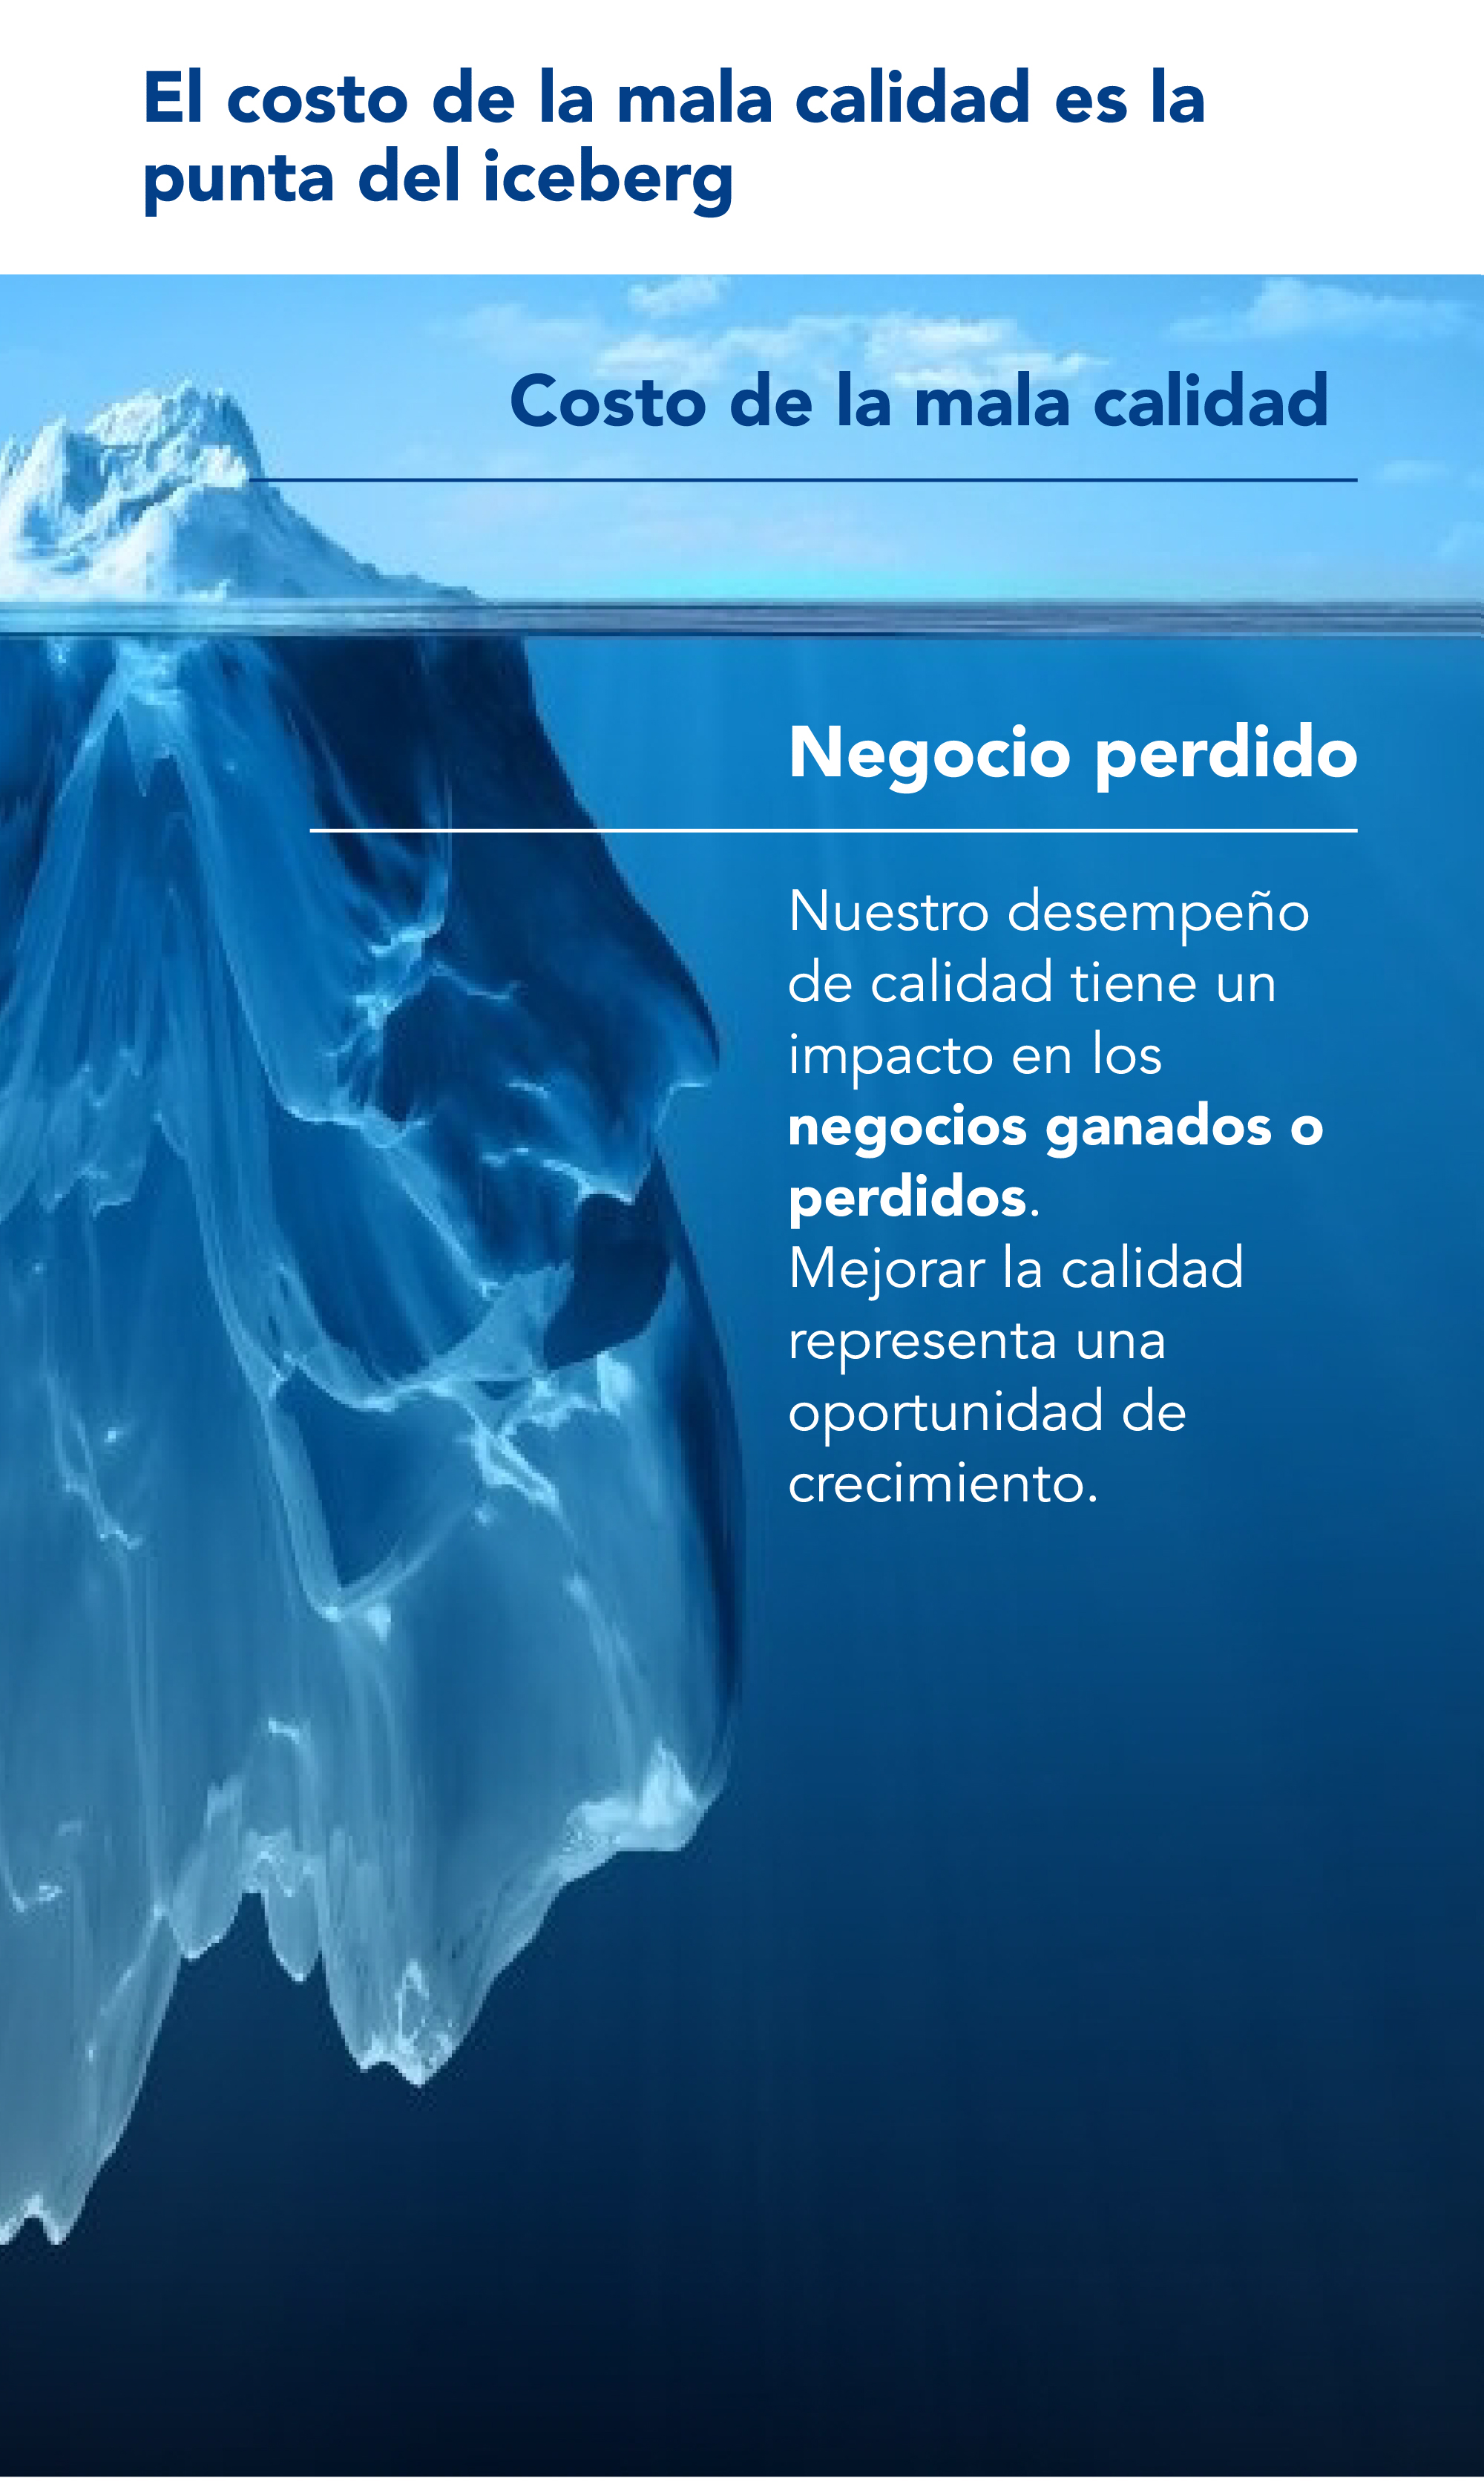 El costo de la mala calidad es la
punta del iceberg
Costo de la mala calidad
Negocio perdido
Nuestro desempeño
de calidad tiene un
impacto en los
negocios ganados o
perdidos.
Mejorar la calidad
representa una
oportunidad de
crecimiento.